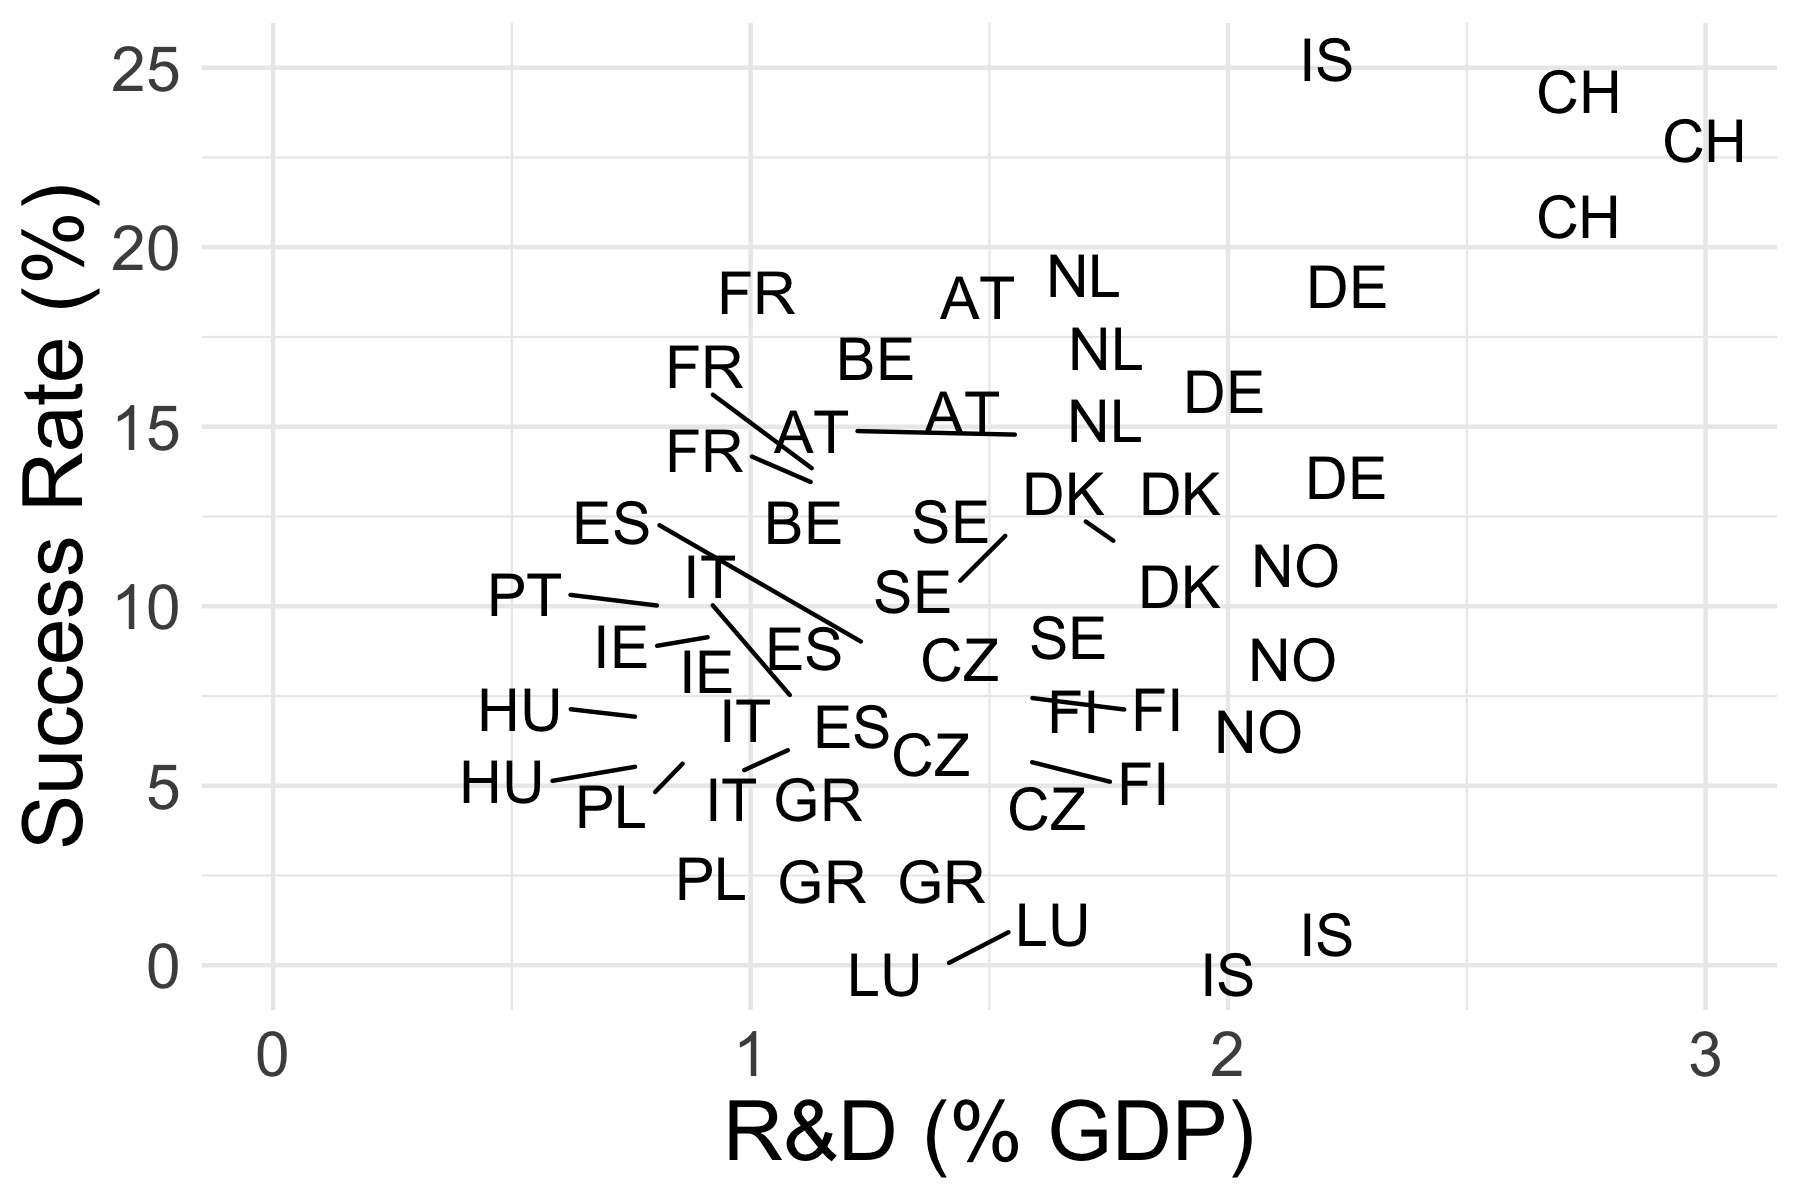 Success Rate (%)
25
20
15
10
5
0
IS
CH
CH
CH
NL
DE
FR
AT
NL
BE
FR
DE
AT
NL
AT
FR
DE
DK
DK
ES
BE
SE
NO
IT
DK
PT
SE
SE
IE
ES
CZ
NO
IE
HU
FI
FI
IT
ES
NO
CZ
HU
FI
PL
IT
GR
CZ
PL
GR
GR
LU
IS
LU
IS
0
1
2
3
R&D (% GDP)